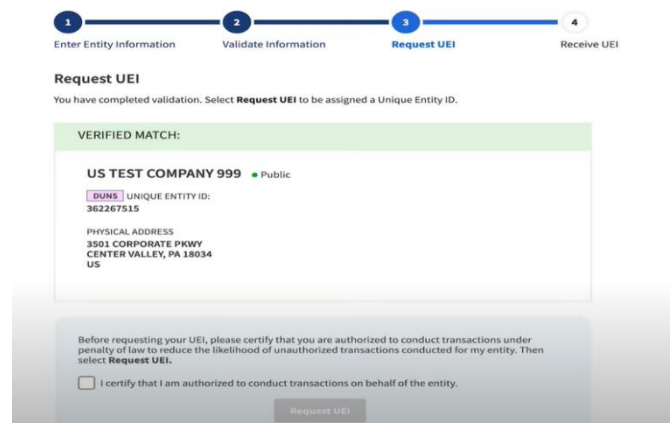 1 2 3 4
Enter Entity Information Validate Information Request UEI Receive UEI
Request UEI
You have completed validation. Select Request UEI to be assigned a Unique Entity ID.
VERIFIED MATCH:
US TEST COMPANY 999 • Public
DUNS UNIQUE ENTITY ID:
362267515
PHYSICAL ADDRESS
3501 CORPORATE PKWY
CENTER VALLEY, PA 18034
US
Before requesting your UEI, please certify that you are authorized to conduct transactions under
penalty of law to reduce the likelihood of unauthorized transactions conducted for my entity. Then
select Request UEI.
I certify that I am authorized to conduct transactions on behalf of the entity.
Request UEI